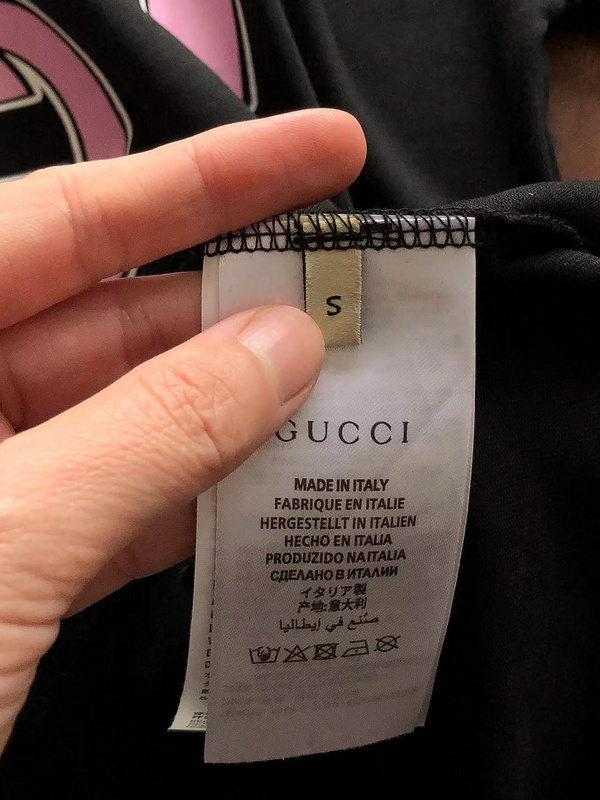 S
GUCCI
MADE IN ITALY
FABRIQUE EN ITALIE
HERGESTELLT IN ITALIEN
HECHO EN ITALIA
PRODUZIDO NA ITALIA
СДЕЛАНО В ИТАЛИИ
イタリア製
产地:意大利
صنع في إيطاليا